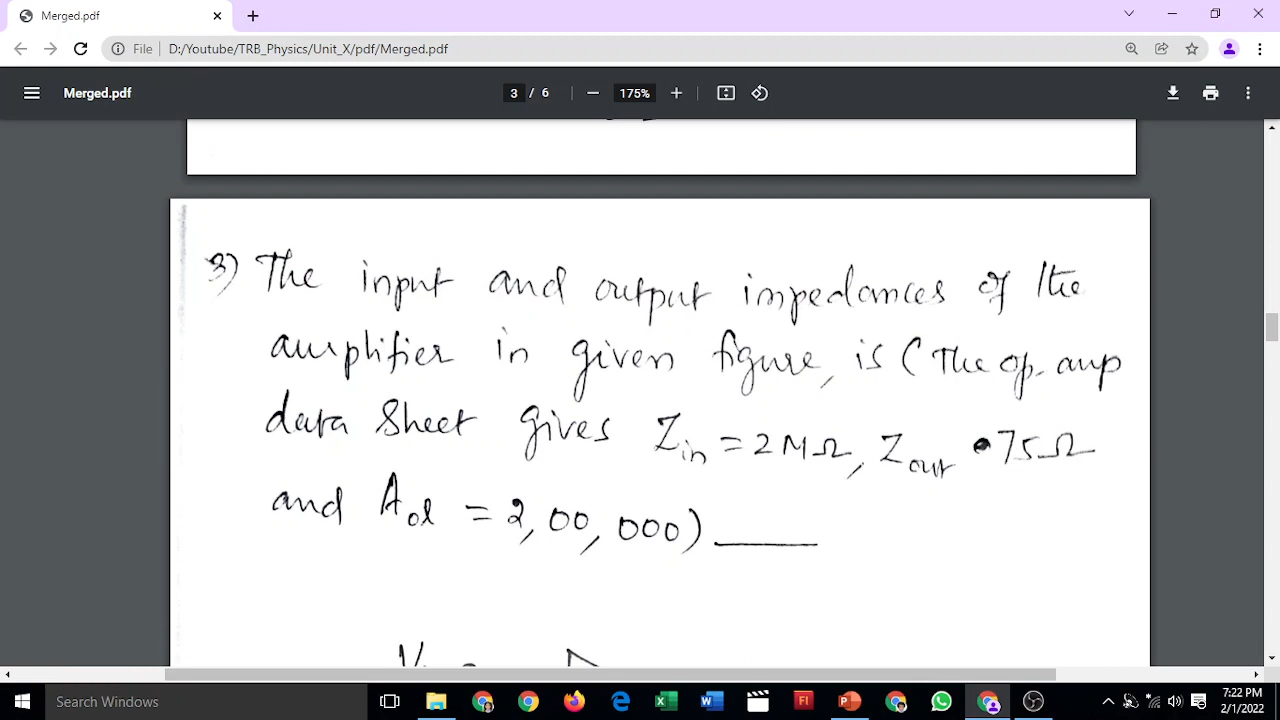 Merged.pdf
File D:/Youtube/TRB_Physics/Unit_X/pdf/Merged.pdf
Merged.pdf 3 / 6 175%
3) The input and output impedances of the
amplifier in given figure, is ( The op-amp
data sheet gives Zin = 2MΩ, Zout 75Ω
and Aol = 2,00,000) ____
Search Windows
7:22 PM
2/1/2022